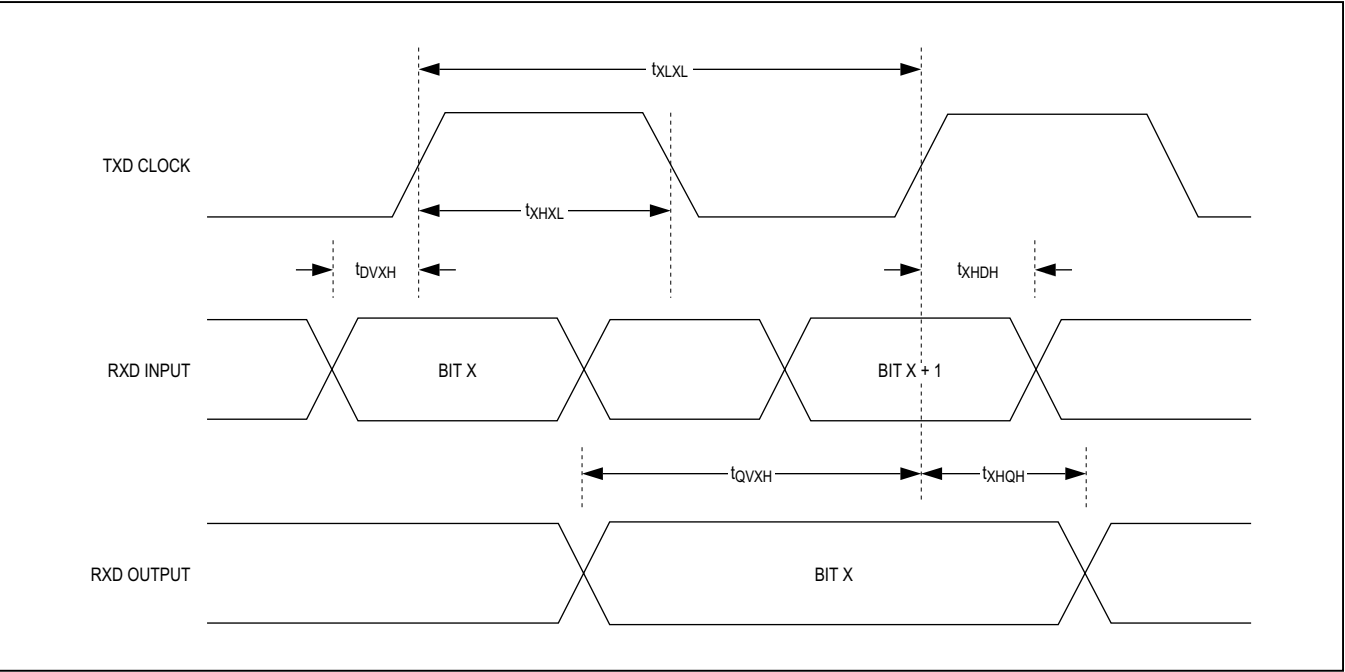 tXLXL
TXD CLOCK
tXHXL
tDVXH
tXHDH
RXD INPUT
BIT X
BIT X + 1
tQVXH
tXHQH
RXD OUTPUT
BIT X